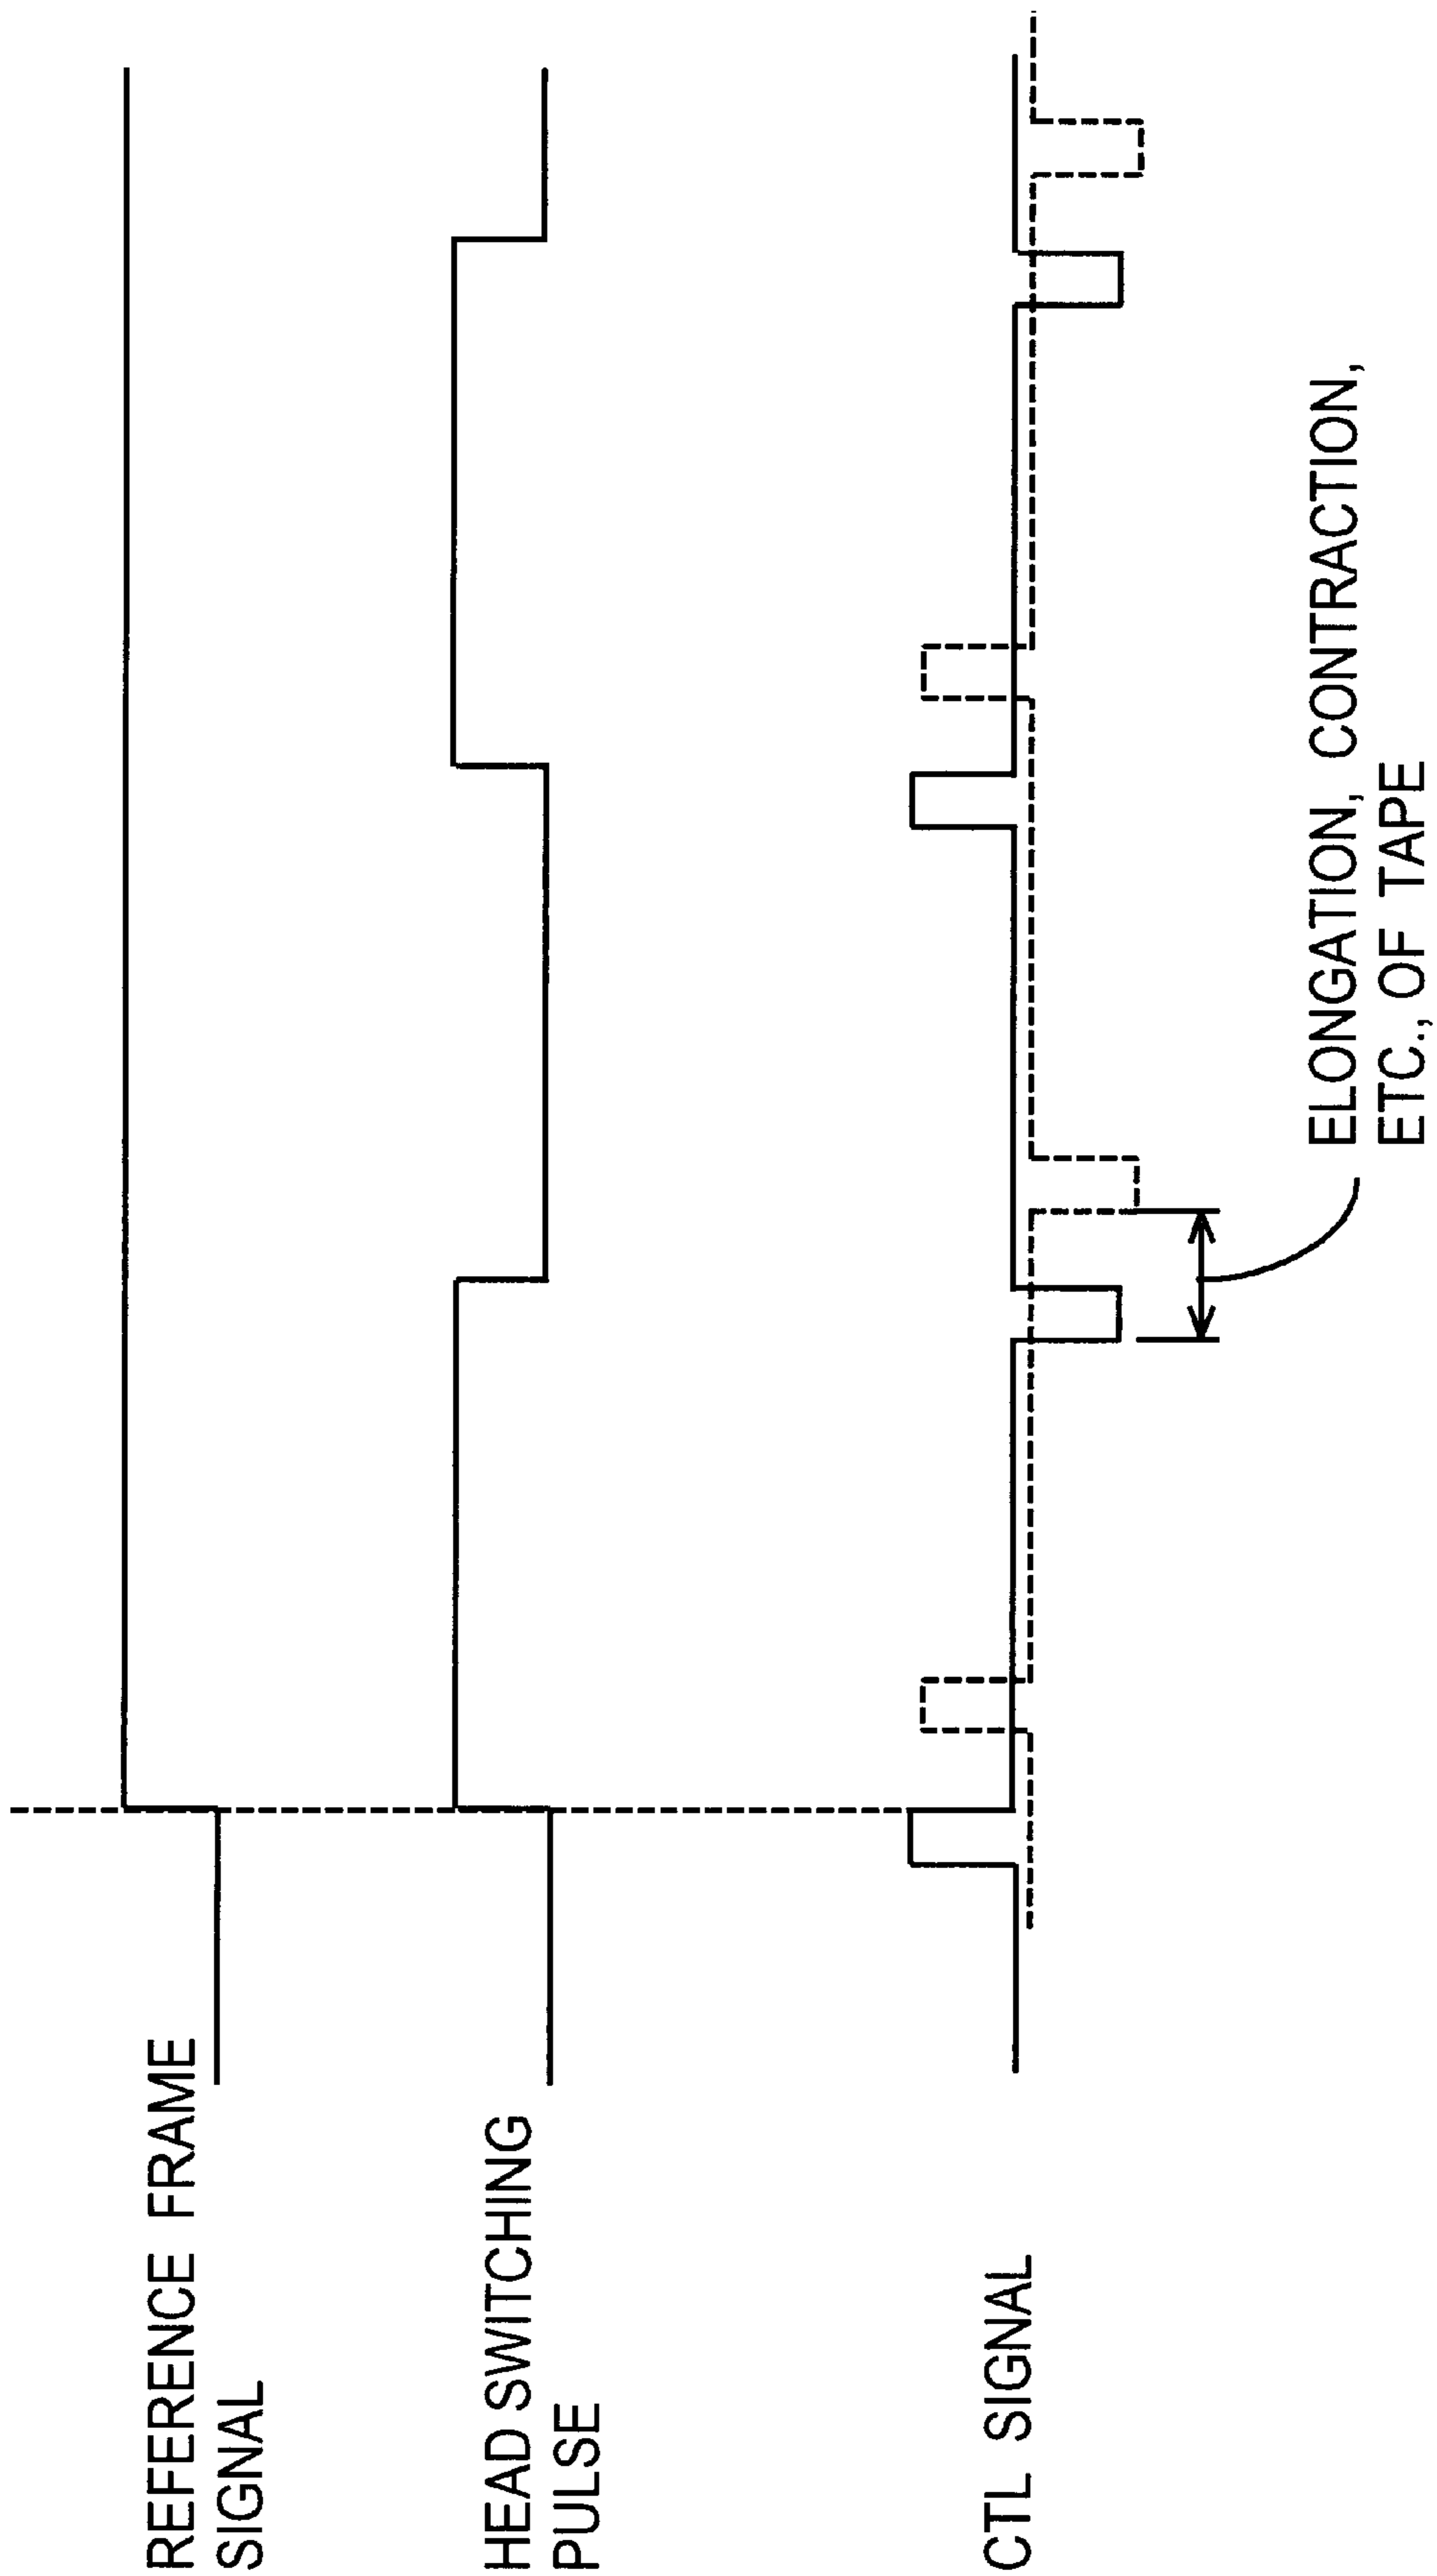 REFERENCE FRAME
SIGNAL
HEAD SWITCHING
PULSE
CTL SIGNAL
ELONGATION, CONTRACTION,
ETC., OF TAPE